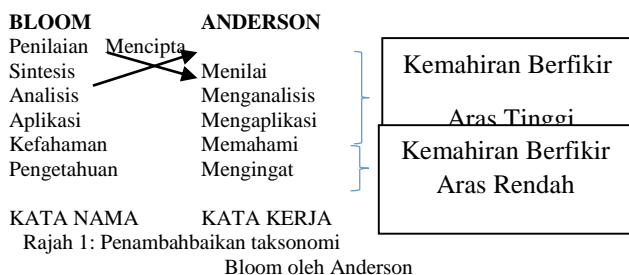 BLOOM ANDERSON
Penilaian Mencipta
Sintesis Menilai
Analisis Menganalisis
Aplikasi Mengaplikasi
Kefahaman Memahami
Pengetahuan Mengingat
Kemahiran Berfikir
Aras Tinggi
Kemahiran Berfikir
Aras Rendah
KATA NAMA KATA KERJA
Rajah 1: Penambahbaikan taksonomi
Bloom oleh Anderson